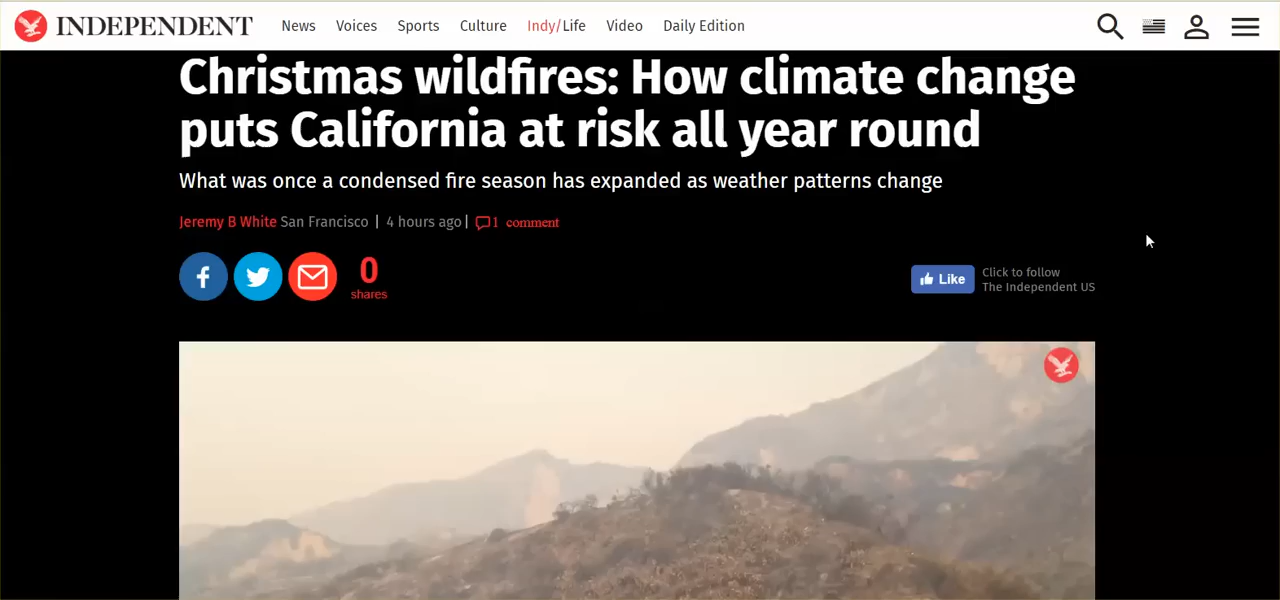 INDEPENDENT News Voices Sports Culture Indy/Life Video Daily Edition
Christmas wildfires: How climate change
puts California at risk all year round
What was once a condensed fire season has expanded as weather patterns change
Jeremy B White San Francisco | 4 hours ago | 1 comment
0
shares
Like
Click to follow
The Independent US